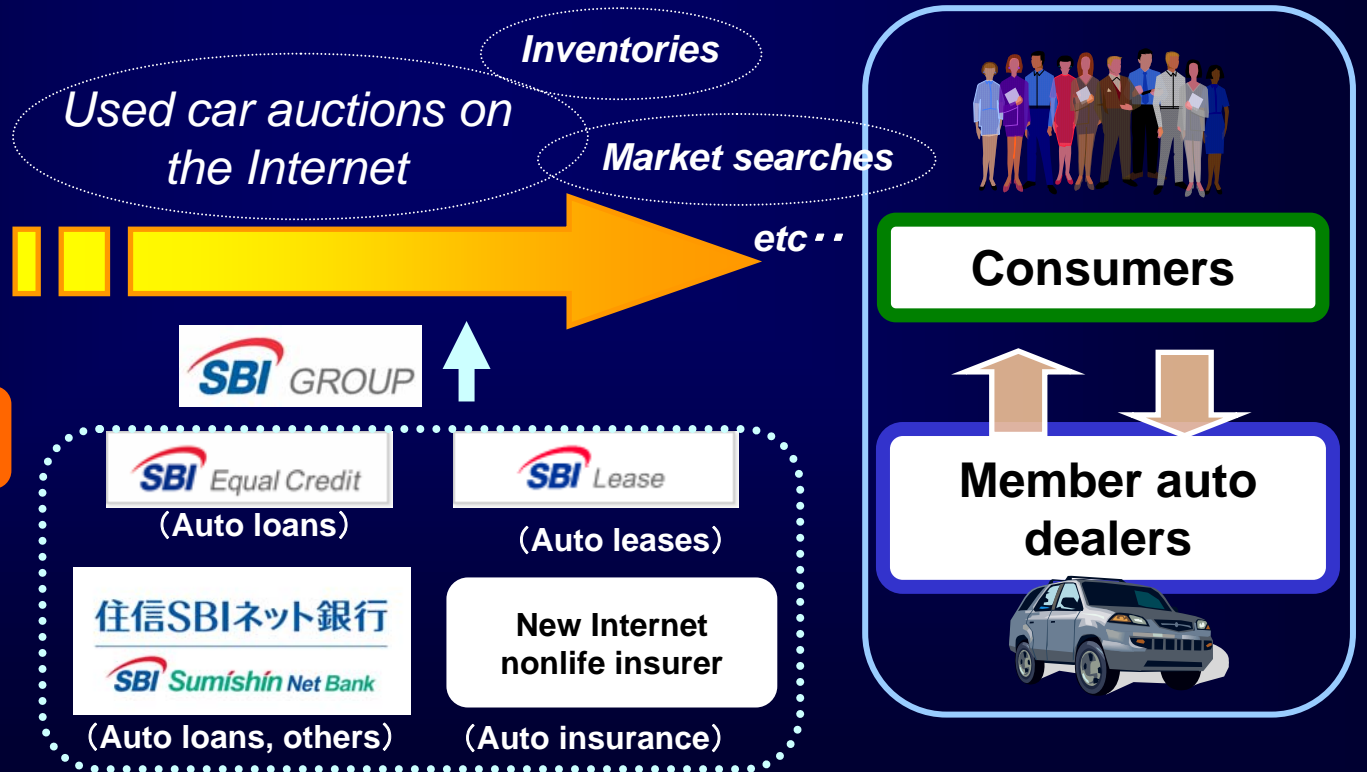 Inventories
Used car auctions on
the Internet
Market searches
etc・・
SBI GROUP
SBI Equal Credit
（Auto loans）
SBI Lease
（Auto leases）
住信SBIネット銀行
SBI Sumishin Net Bank
（Auto loans, others）
New Internet
nonlife insurer
（Auto insurance）
Consumers
Member auto
dealers